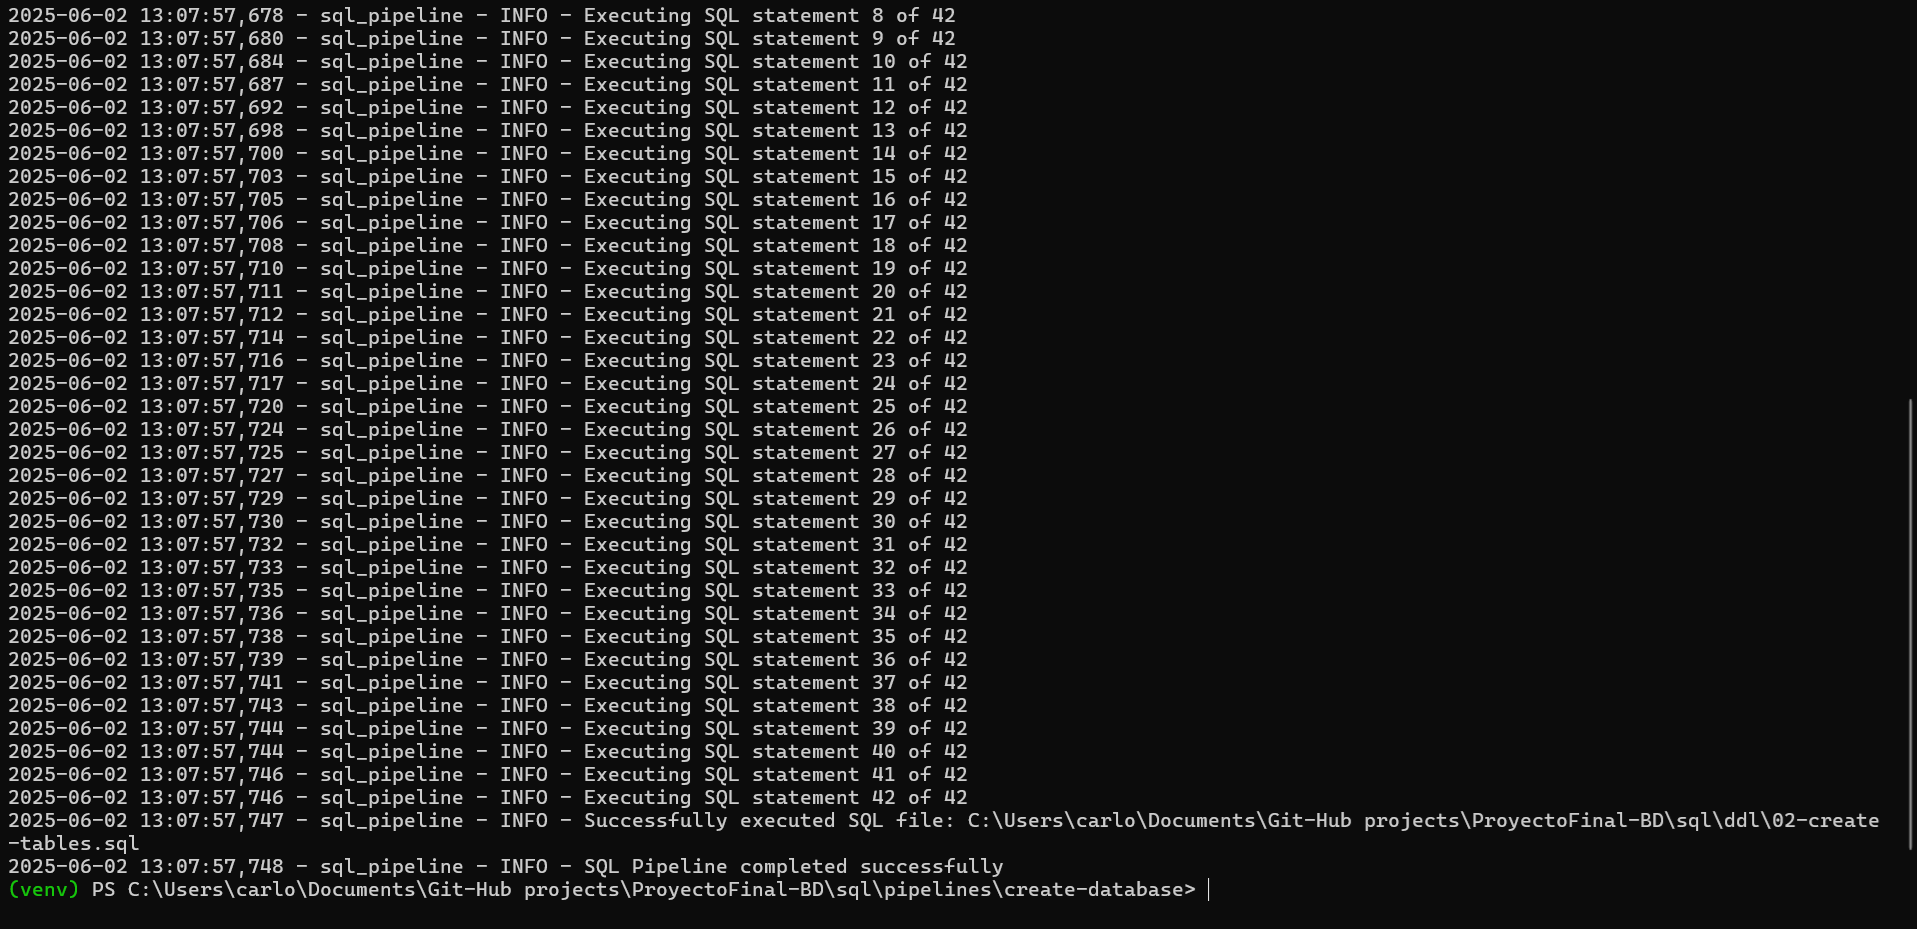 2025-06-02 13:07:57,678 - sql_pipeline - INFO - Executing SQL statement 8 of 42
2025-06-02 13:07:57,680 - sql_pipeline - INFO - Executing SQL statement 9 of 42
2025-06-02 13:07:57,684 - sql_pipeline - INFO - Executing SQL statement 10 of 42
2025-06-02 13:07:57,687 - sql_pipeline - INFO - Executing SQL statement 11 of 42
2025-06-02 13:07:57,692 - sql_pipeline - INFO - Executing SQL statement 12 of 42
2025-06-02 13:07:57,698 - sql_pipeline - INFO - Executing SQL statement 13 of 42
2025-06-02 13:07:57,700 - sql_pipeline - INFO - Executing SQL statement 14 of 42
2025-06-02 13:07:57,703 - sql_pipeline - INFO - Executing SQL statement 15 of 42
2025-06-02 13:07:57,705 - sql_pipeline - INFO - Executing SQL statement 16 of 42
2025-06-02 13:07:57,706 - sql_pipeline - INFO - Executing SQL statement 17 of 42
2025-06-02 13:07:57,708 - sql_pipeline - INFO - Executing SQL statement 18 of 42
2025-06-02 13:07:57,710 - sql_pipeline - INFO - Executing SQL statement 19 of 42
2025-06-02 13:07:57,711 - sql_pipeline - INFO - Executing SQL statement 20 of 42
2025-06-02 13:07:57,712 - sql_pipeline - INFO - Executing SQL statement 21 of 42
2025-06-02 13:07:57,714 - sql_pipeline - INFO - Executing SQL statement 22 of 42
2025-06-02 13:07:57,716 - sql_pipeline - INFO - Executing SQL statement 23 of 42
2025-06-02 13:07:57,717 - sql_pipeline - INFO - Executing SQL statement 24 of 42
2025-06-02 13:07:57,720 - sql_pipeline - INFO - Executing SQL statement 25 of 42
2025-06-02 13:07:57,724 - sql_pipeline - INFO - Executing SQL statement 26 of 42
2025-06-02 13:07:57,725 - sql_pipeline - INFO - Executing SQL statement 27 of 42
2025-06-02 13:07:57,727 - sql_pipeline - INFO - Executing SQL statement 28 of 42
2025-06-02 13:07:57,729 - sql_pipeline - INFO - Executing SQL statement 29 of 42
2025-06-02 13:07:57,730 - sql_pipeline - INFO - Executing SQL statement 30 of 42
2025-06-02 13:07:57,732 - sql_pipeline - INFO - Executing SQL statement 31 of 42
2025-06-02 13:07:57,733 - sql_pipeline - INFO - Executing SQL statement 32 of 42
2025-06-02 13:07:57,735 - sql_pipeline - INFO - Executing SQL statement 33 of 42
2025-06-02 13:07:57,736 - sql_pipeline - INFO - Executing SQL statement 34 of 42
2025-06-02 13:07:57,738 - sql_pipeline - INFO - Executing SQL statement 35 of 42
2025-06-02 13:07:57,739 - sql_pipeline - INFO - Executing SQL statement 36 of 42
2025-06-02 13:07:57,741 - sql_pipeline - INFO - Executing SQL statement 37 of 42
2025-06-02 13:07:57,743 - sql_pipeline - INFO - Executing SQL statement 38 of 42
2025-06-02 13:07:57,744 - sql_pipeline - INFO - Executing SQL statement 39 of 42
2025-06-02 13:07:57,744 - sql_pipeline - INFO - Executing SQL statement 40 of 42
2025-06-02 13:07:57,746 - sql_pipeline - INFO - Executing SQL statement 41 of 42
2025-06-02 13:07:57,746 - sql_pipeline - INFO - Executing SQL statement 42 of 42
2025-06-02 13:07:57,747 - sql_pipeline - INFO - Successfully executed SQL file: C:\Users\carlo\Documents\Git-Hub projects\ProyectoFinal-BD\sql\ddl\02-create
-tables.sql
2025-06-02 13:07:57,748 - sql_pipeline - INFO - SQL Pipeline completed successfully
(venv) PS C:\Users\carlo\Documents\Git-Hub projects\ProyectoFinal-BD\sql\pipelines\create-database>